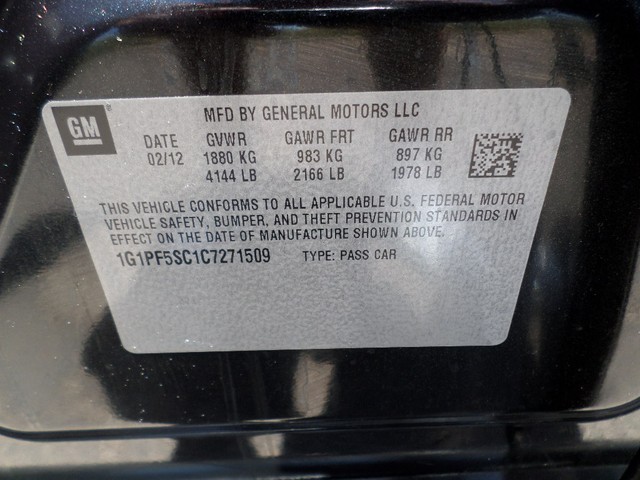 GM
MFD BY GENERAL MOTORS LLC
DATE GVWR GAWR FRT GAWR RR
02/12 1880 KG 983 KG 897 KG
4144 LB 2166 LB 1978 LB
THIS VEHICLE CONFORMS TO ALL APPLICABLE U.S. FEDERAL MOTOR
VEHICLE SAFETY, BUMPER, AND THEFT PREVENTION STANDARDS IN
EFFECT ON THE DATE OF MANUFACTURE SHOWN ABOVE.
1G1PF5SC1C7271509 TYPE: PASS CAR